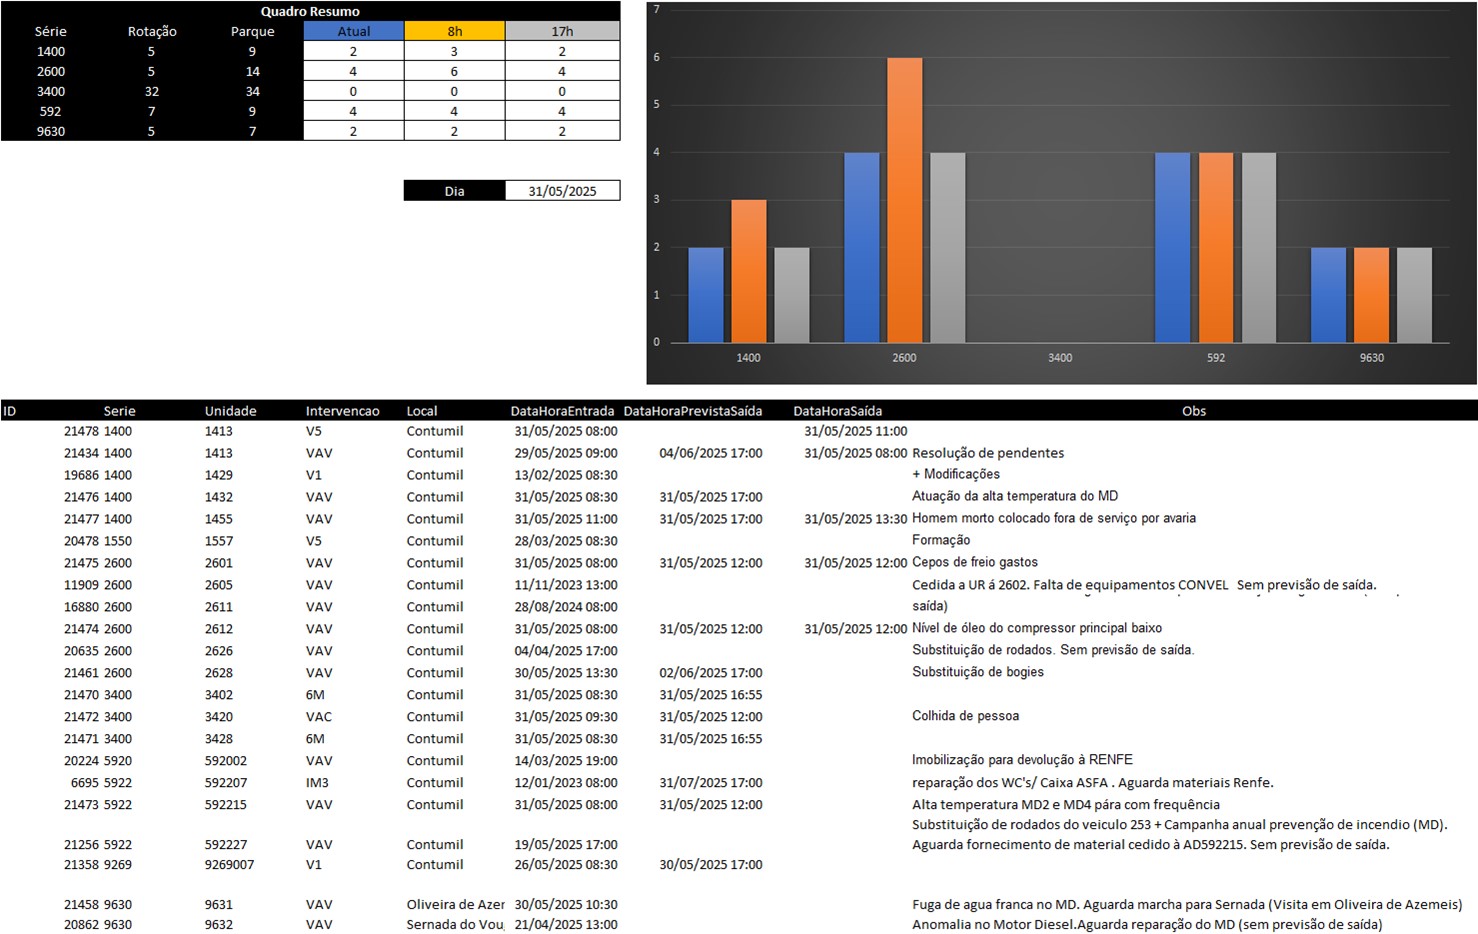 Quadro Resumo
Série Rotação Parque Atual 8h 17h
1400 5 9 2 3 2
2600 5 14 4 6 4
3400 32 34 0 0 0
592 7 9 4 4 4
9630 5 7 2 2 2
Dia 31/05/2025
7
6
5
4
3
2
1
0
1400 2600 3400 592 9630
ID Serie Unidade Intervencao Local DataHoraEntrada DataHoraPrevistaSaída DataHoraSaída Obs
21478 1400 1413 V5 Contumil 31/05/2025 08:00 31/05/2025 11:00
21434 1400 1413 VAV Contumil 29/05/2025 09:00 04/06/2025 17:00 31/05/2025 08:00 Resolução de pendentes
19686 1400 1429 V1 Contumil 13/02/2025 08:30 + Modificações
21476 1400 1432 VAV Contumil 31/05/2025 08:30 31/05/2025 17:00 Atuação da alta temperatura do MD
21477 1400 1455 VAV Contumil 31/05/2025 11:00 31/05/2025 17:00 31/05/2025 13:30 Homem morto colocado fora de serviço por avaria
20478 1550 1557 V5 Contumil 28/03/2025 08:30 Formação
21475 2600 2601 VAV Contumil 31/05/2025 08:00 31/05/2025 12:00 31/05/2025 12:00 Cepos de freio gastos
11909 2600 2605 VAV Contumil 11/11/2023 13:00 Cedida a UR á 2602. Falta de equipamentos CONVEL Sem previsão de saída.
16880 2600 2611 VAV Contumil 28/08/2024 08:00 saída)
21474 2600 2612 VAV Contumil 31/05/2025 08:00 31/05/2025 12:00 31/05/2025 12:00 Nível de óleo do compressor principal baixo
20635 2600 2626 VAV Contumil 04/04/2025 17:00 Substituição de rodados. Sem previsão de saída.
21461 2600 2628 VAV Contumil 30/05/2025 13:30 02/06/2025 17:00 Substituição de bogies
21470 3400 3402 6M Contumil 31/05/2025 08:30 31/05/2025 16:55
21472 3400 3420 VAC Contumil 31/05/2025 09:30 31/05/2025 12:00 Colhida de pessoa
21471 3400 3428 6M Contumil 31/05/2025 08:30 31/05/2025 16:55
20224 5920 592002 VAV Contumil 14/03/2025 19:00 Imobilização para devolução à RENFE
6695 5922 592207 IM3 Contumil 12/01/2023 08:00 31/07/2025 17:00 reparação dos WC's/ Caixa ASFA . Aguarda materiais Renfe.
21473 5922 592215 VAV Contumil 31/05/2025 08:00 31/05/2025 12:00 Alta temperatura MD2 e MD4 pára com frequência
Substituição de rodados do veiculo 253 + Campanha anual prevenção de incendio (MD).
21256 5922 592227 VAV Contumil 19/05/2025 17:00 Aguarda fornecimento de material cedido à AD592215. Sem previsão de saída.
21358 9269 9269007 V1 Contumil 26/05/2025 08:30 30/05/2025 17:00
21458 9630 9631 VAV Oliveira de Azer 30/05/2025 10:30 Fuga de agua franca no MD. Aguarda marcha para Sernada (Visita em Oliveira de Azemeis)
20862 9630 9632 VAV Sernada do Vou 21/04/2025 13:00 Anomalia no Motor Diesel.Aguarda reparação do MD (sem previsão de saída)